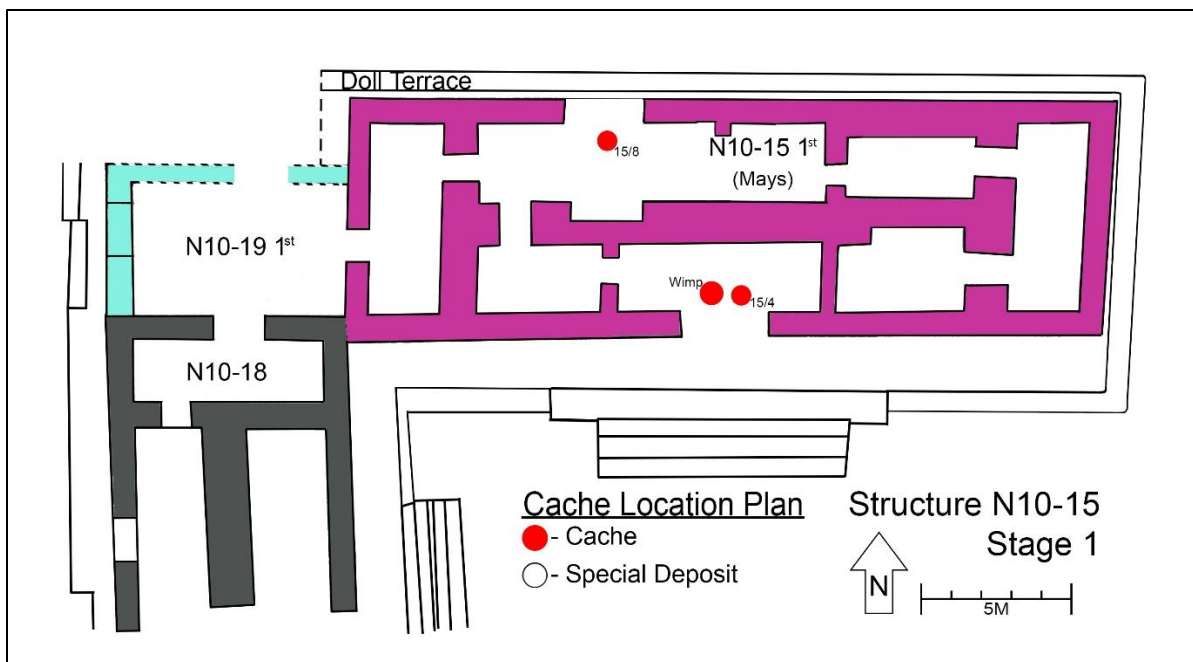 Doll Terrace
15/8
N10-15 1st
(Mays)
N10-19 1st
Wimp
15/4
N10-18
Cache Location Plan
- Cache
- Special Deposit
Structure N10-15
Stage 1
N
5M